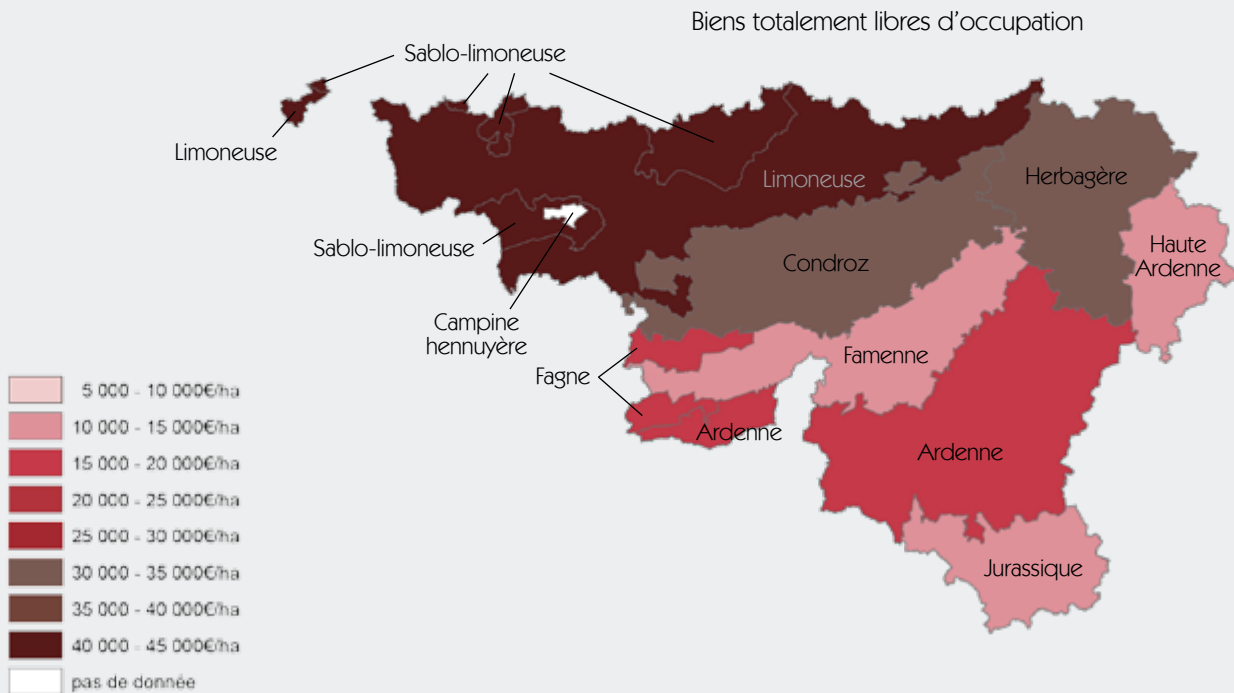 Biens totalement libres d’occupation
Sablo-limoneuse
Limoneuse
Limoneuse
Herbagère
Sablo-limoneuse
Condroz
Haute
Ardenne
Campine
hennuyère
Famenne
Fagne
Ardenne
Ardenne
Jurassique
5 000 - 10 000€/ha
10 000 - 15 000€/ha
15 000 - 20 000€/ha
20 000 - 25 000€/ha
25 000 - 30 000€/ha
30 000 - 35 000€/ha
35 000 - 40 000€/ha
40 000 - 45 000€/ha
pas de donnée